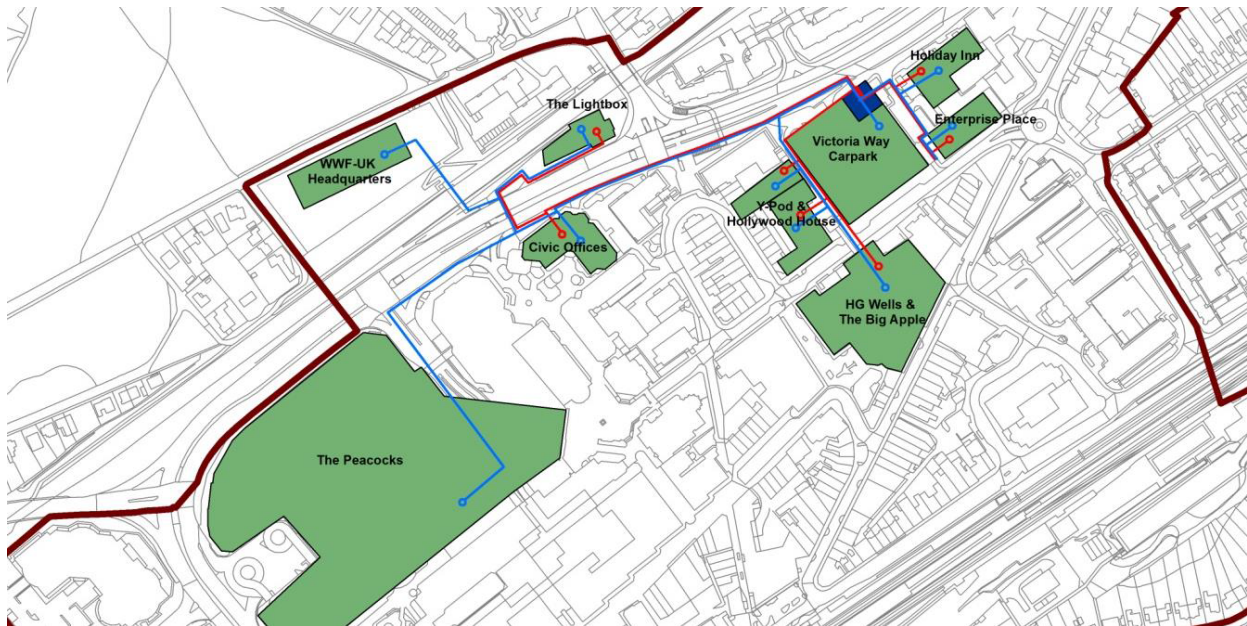 Holiday Inn
The Lightbox
Enterprise Place
Victoria Way
Carpark
WWF-UK
Headquarters
Y-Pod &
Hollywood House
Civic Offices
HG Wells &
The Big Apple
The Peacocks